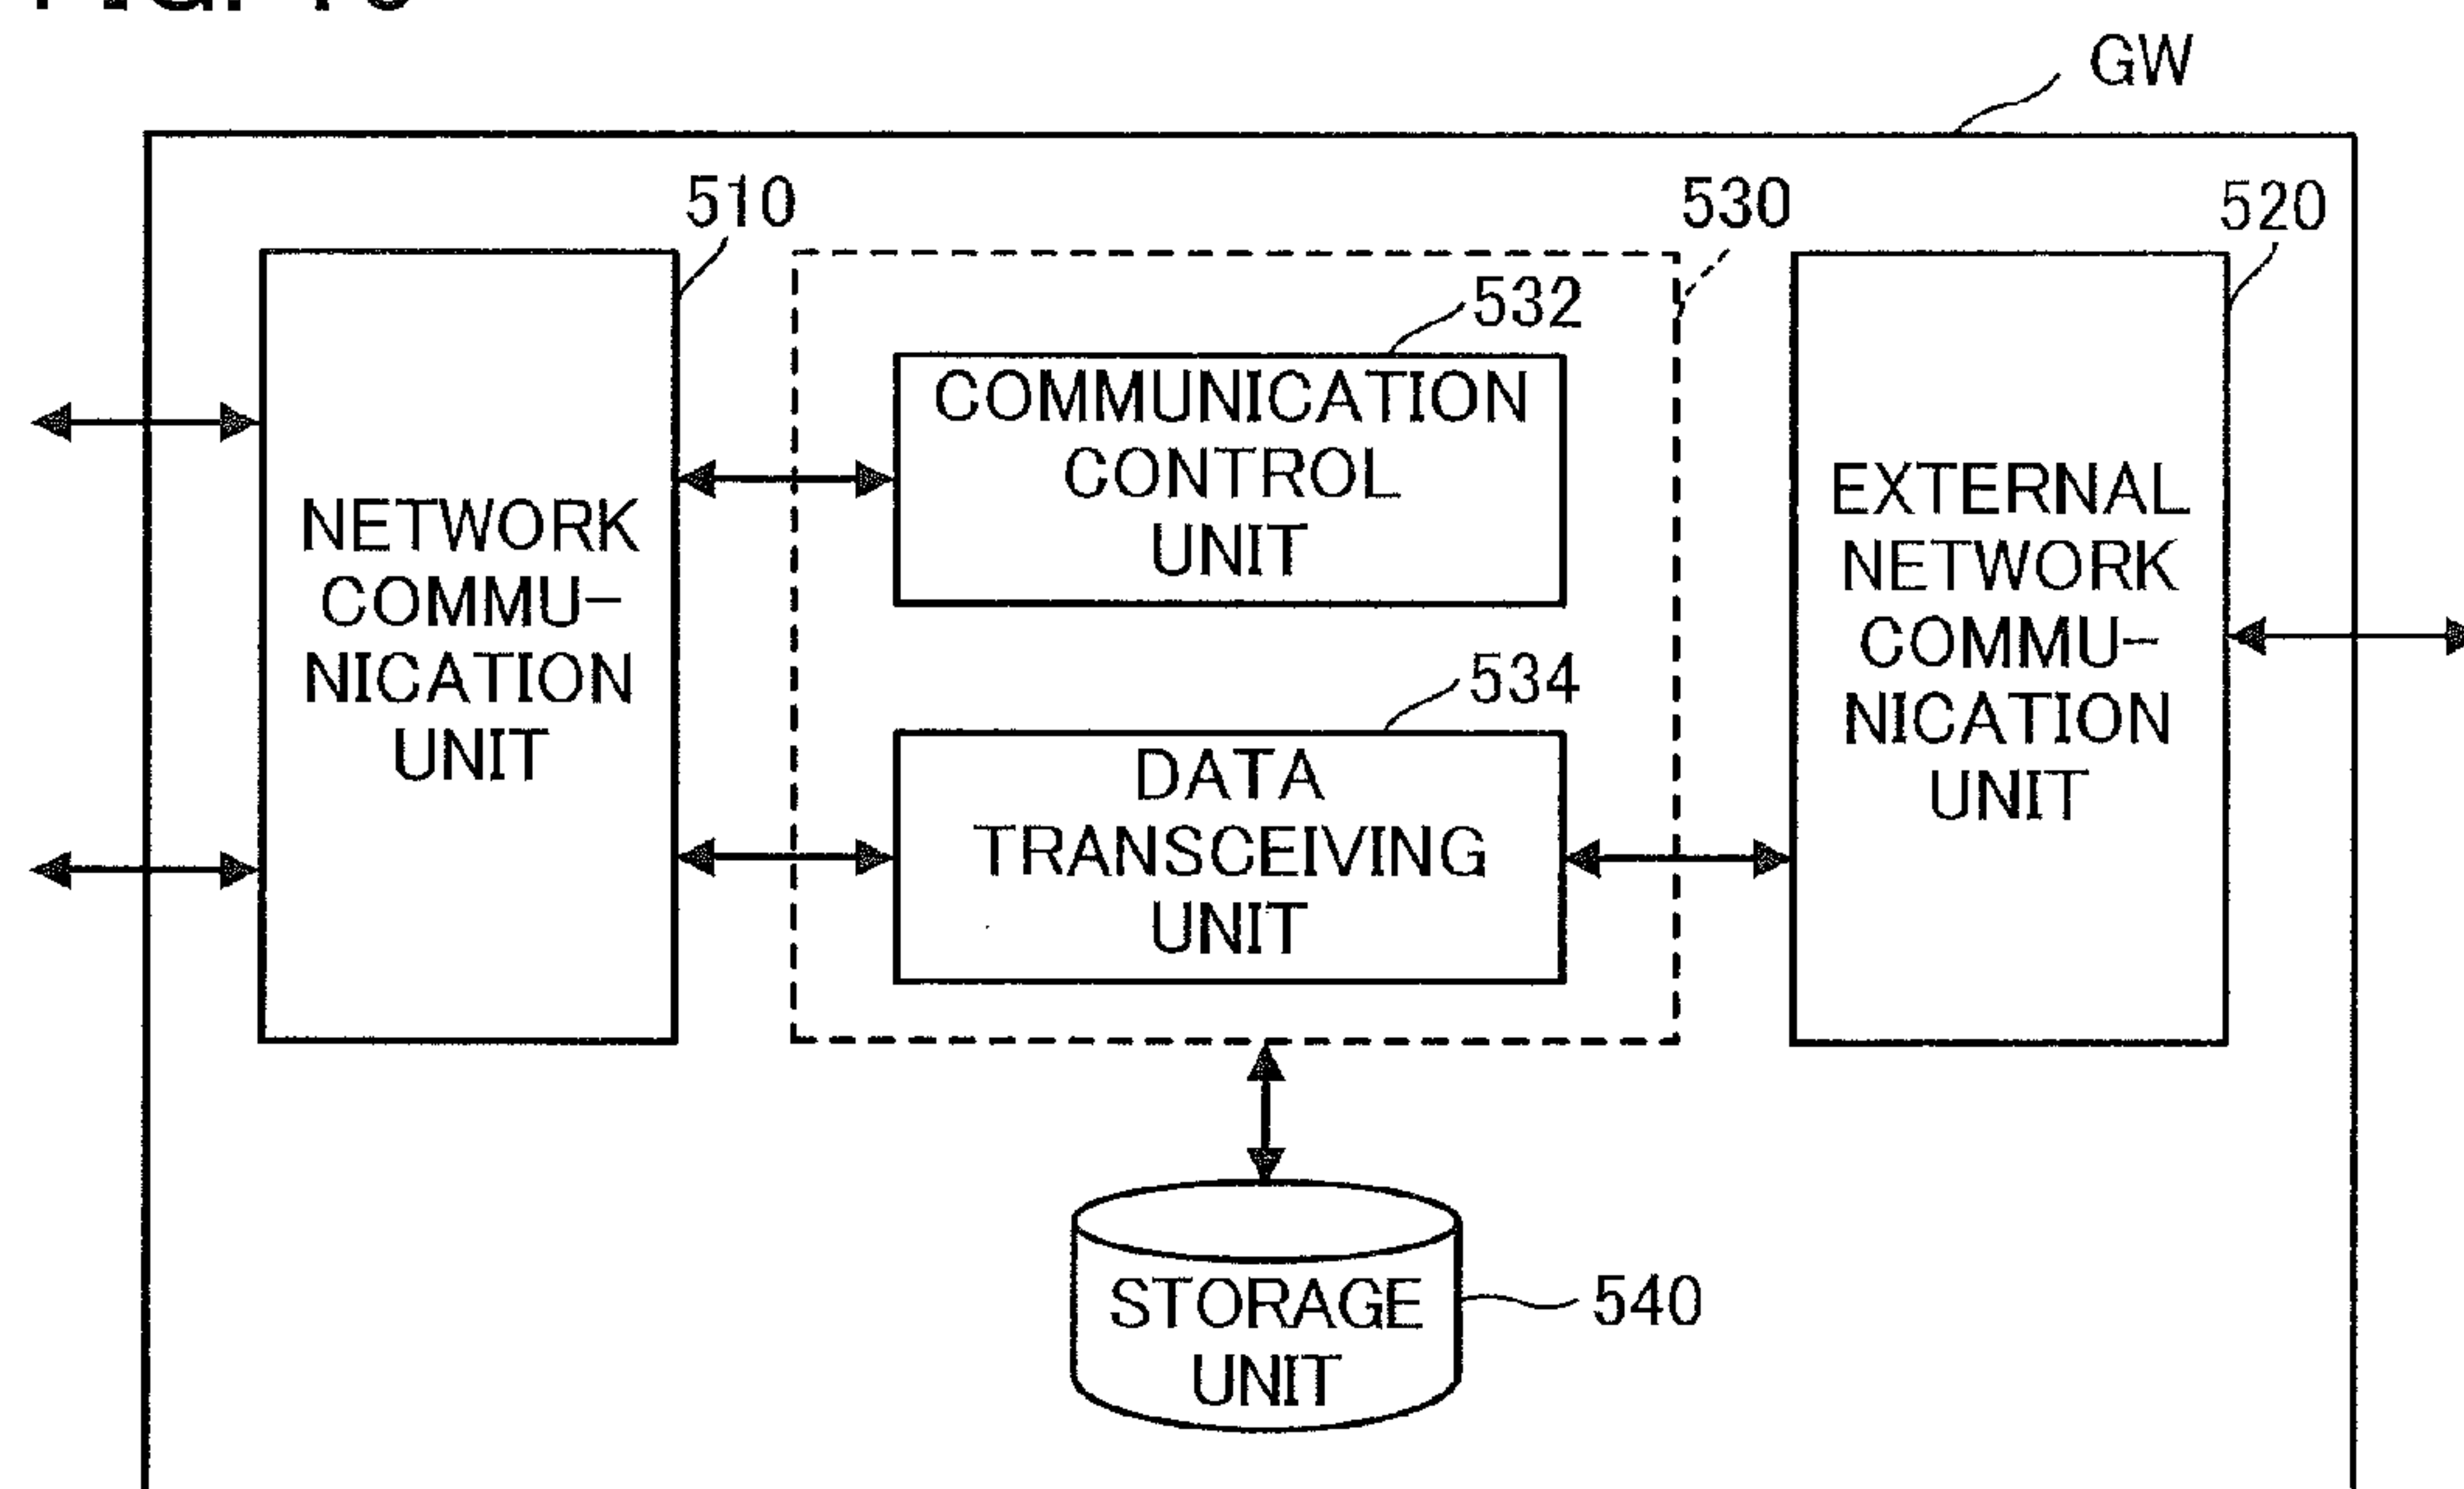 GW
510
530
520
532
COMMUNICATION
CONTROL
UNIT
NETWORK
COMMU-
NICATION
UNIT
EXTERNAL
NETWORK
COMMU-
NICATION
UNIT
534
DATA
TRANSCEIVING
UNIT
STORAGE
UNIT
540